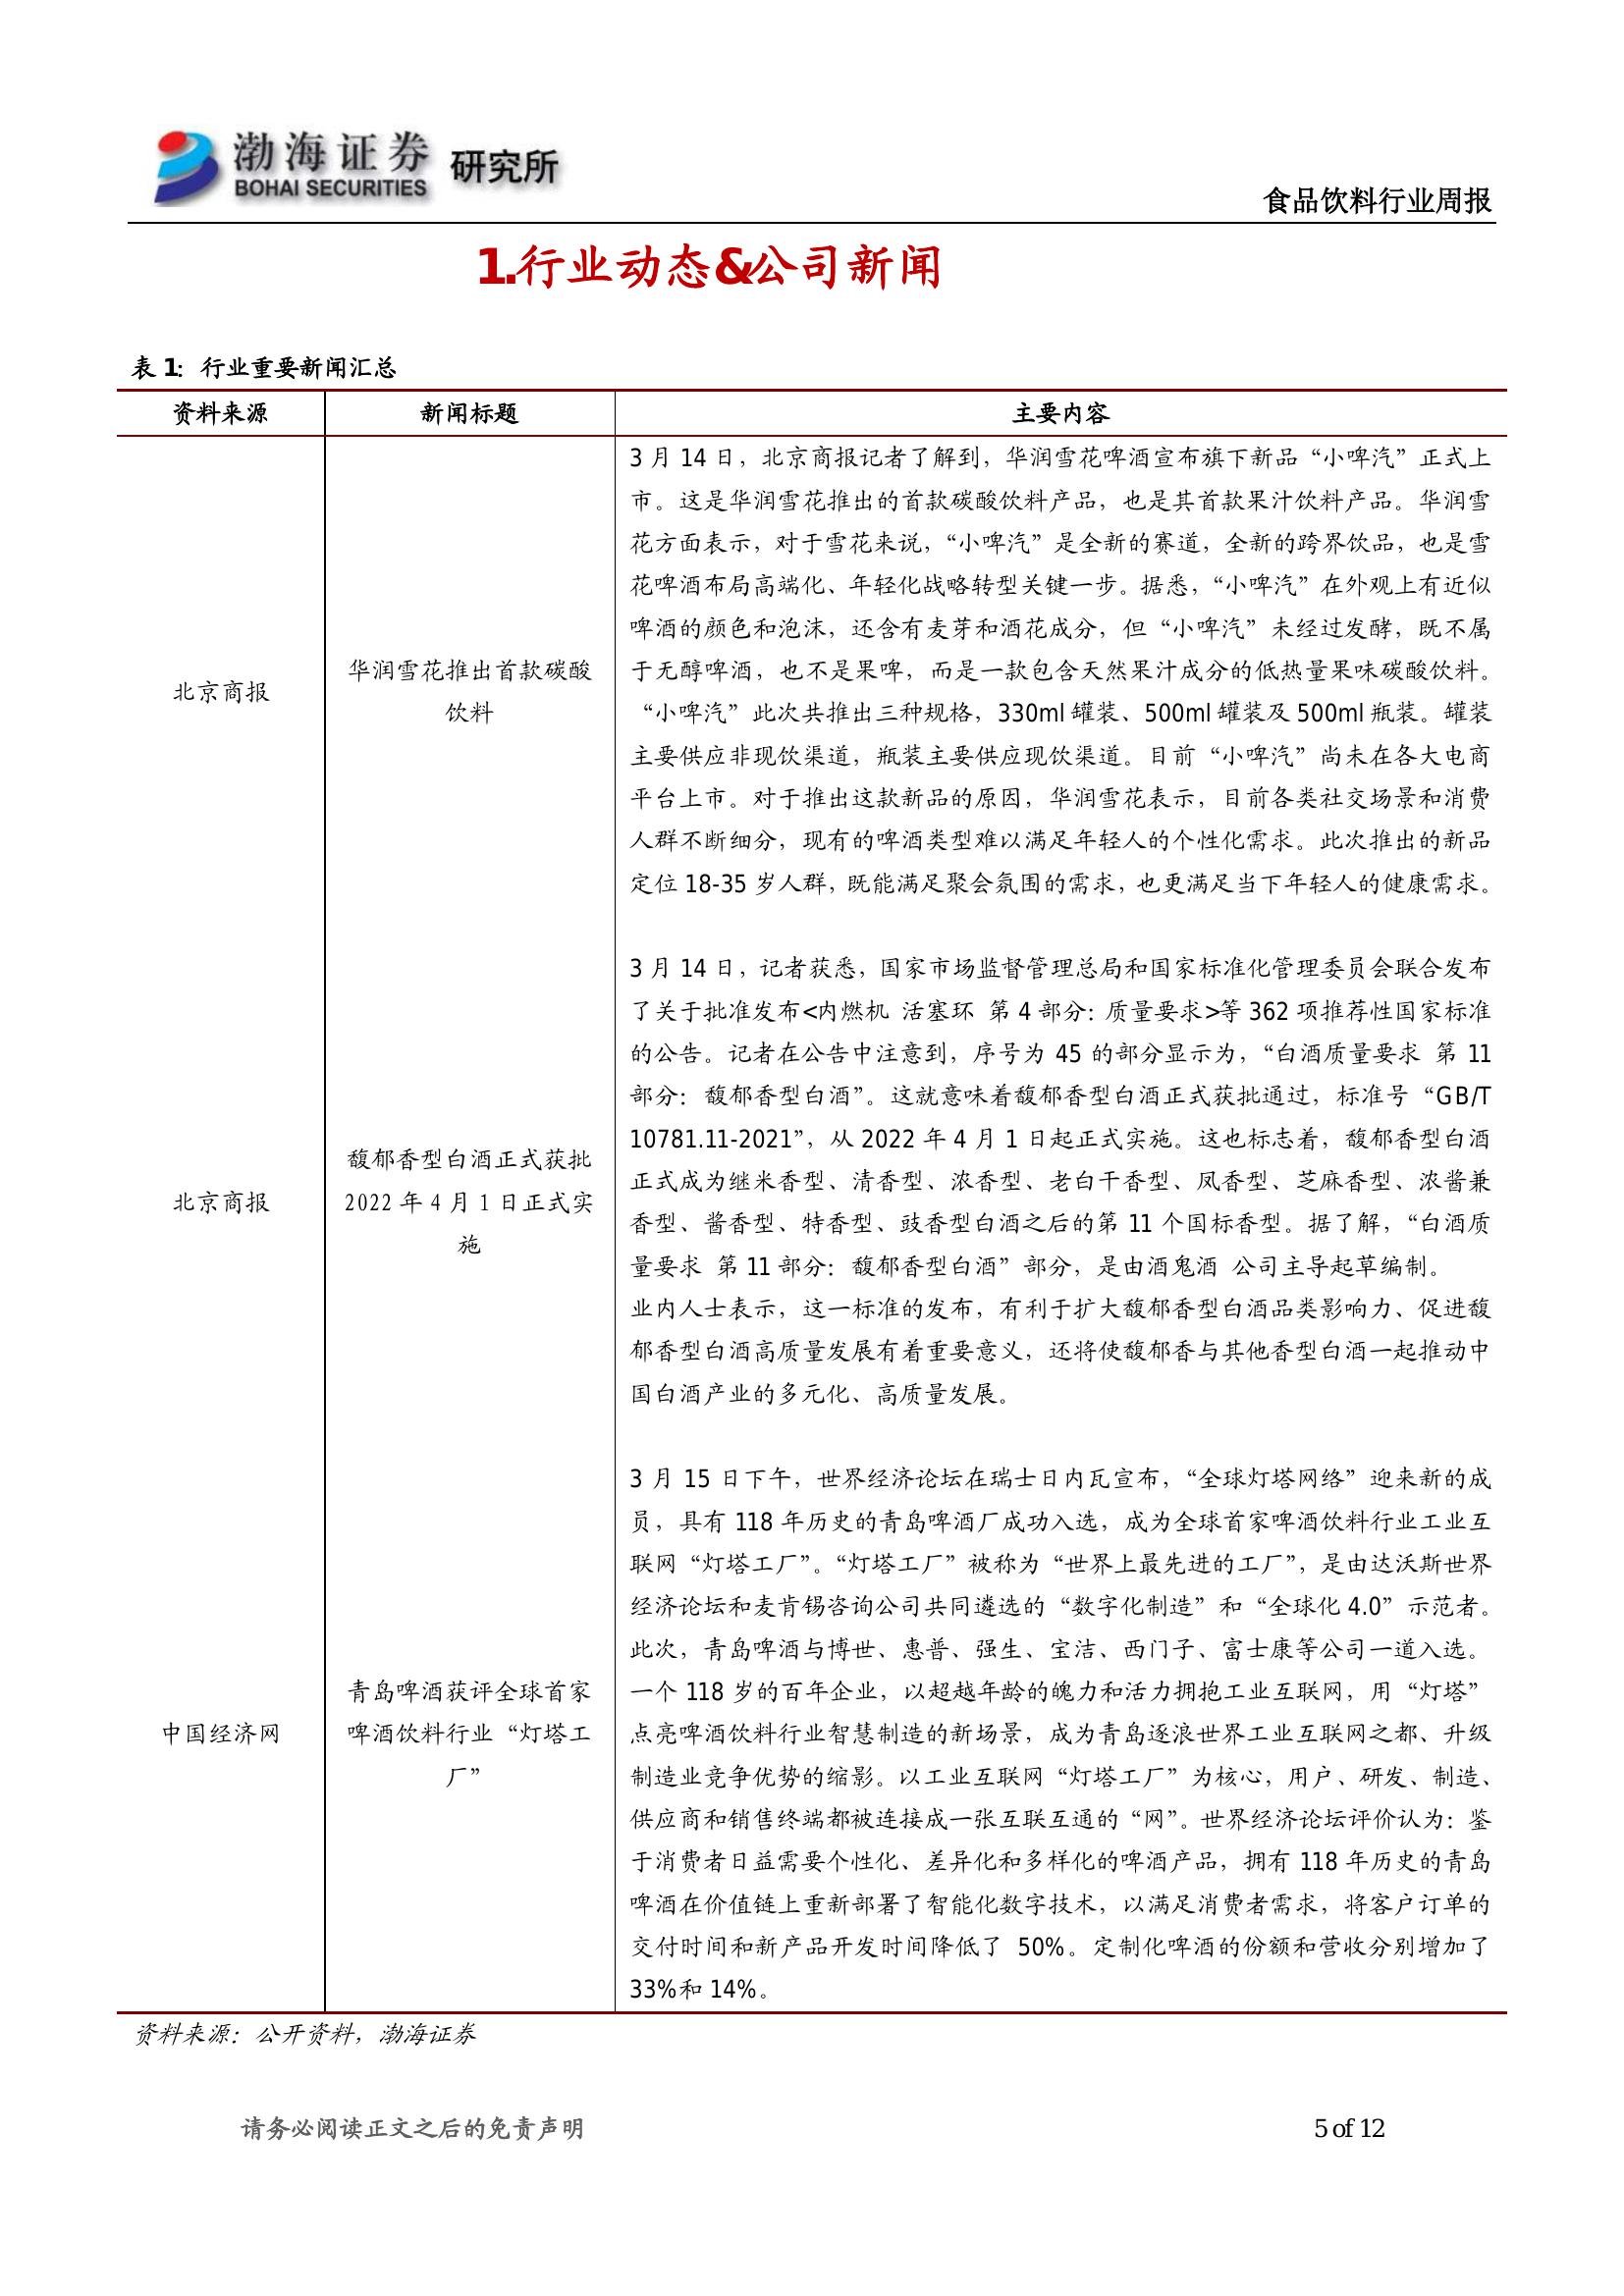 渤海证券 研究所
BOHAI SECURITIES
食品饮料行业周报
1.行业动态&公司新闻
表 1：行业重要新闻汇总
资料来源 新闻标题 主要内容
北京商报
华润雪花推出首款碳酸
饮料
3 月 14 日，北京商报记者了解到，华润雪花啤酒宣布旗下新品“小啤汽”正式上
市。这是华润雪花推出的首款碳酸饮料产品，也是其首款果汁饮料产品。华润雪
花方面表示，对于雪花来说，“小啤汽”是全新的赛道，全新的跨界饮品，也是雪
花啤酒布局高端化、年轻化战略转型关键一步。据悉，“小啤汽”在外观上有近似
啤酒的颜色和泡沫，还含有麦芽和酒花成分，但“小啤汽”未经过发酵，既不属
于无醇啤酒，也不是果啤，而是一款包含天然果汁成分的低热量果味碳酸饮料。
“小啤汽”此次共推出三种规格，330ml 罐装、500ml 罐装及 500ml 瓶装。罐装
主要供应非现饮渠道，瓶装主要供应现饮渠道。目前“小啤汽”尚未在各大电商
平台上市。对于推出这款新品的原因，华润雪花表示，目前各类社交场景和消费
人群不断细分，现有的啤酒类型难以满足年轻人的个性化需求。此次推出的新品
定位 18-35 岁人群，既能满足聚会氛围的需求，也更满足当下年轻人的健康需求。
北京商报
馥郁香型白酒正式获批
2022 年 4 月 1 日正式实
施
3 月 14 日，记者获悉，国家市场监督管理总局和国家标准化管理委员会联合发布
了关于批准发布<内燃机 活塞环 第 4 部分：质量要求>等 362 项推荐性国家标准
的公告。记者在公告中注意到，序号为 45 的部分显示为，“白酒质量要求 第 11
部分：馥郁香型白酒”。这就意味着馥郁香型白酒正式获批通过，标准号“GB/T
10781.11-2021”，从 2022 年 4 月 1 日起正式实施。这也标志着，馥郁香型白酒
正式成为继米香型、清香型、浓香型、老白干香型、凤香型、芝麻香型、浓酱兼
香型、酱香型、特香型、豉香型白酒之后的第 11 个国标香型。据了解，“白酒质
量要求 第 11 部分：馥郁香型白酒”部分，是由酒鬼酒 公司主导起草编制。
业内人士表示，这一标准的发布，有利于扩大馥郁香型白酒品类影响力、促进馥
郁香型白酒高质量发展有着重要意义，还将使馥郁香与其他香型白酒一起推动中
国白酒产业的多元化、高质量发展。
中国经济网
青岛啤酒获评全球首家
啤酒饮料行业“灯塔工
厂”
3 月 15 日下午，世界经济论坛在瑞士日内瓦宣布，“全球灯塔网络”迎来新的成
员，具有 118 年历史的青岛啤酒厂成功入选，成为全球首家啤酒饮料行业工业互
联网“灯塔工厂”。“灯塔工厂”被称为“世界上最先进的工厂”，是由达沃斯世界
经济论坛和麦肯锡咨询公司共同遴选的“数字化制造”和“全球化 4.0”示范者。
此次，青岛啤酒与博世、惠普、强生、宝洁、西门子、富士康等公司一道入选。
一个 118 岁的百年企业，以超越年龄的魄力和活力拥抱工业互联网，用“灯塔”
点亮啤酒饮料行业智慧制造的新场景，成为青岛逐浪世界工业互联网之都、升级
制造业竞争优势的缩影。以工业互联网“灯塔工厂”为核心，用户、研发、制造、
供应商和销售终端都被连接成一张互联互通的“网”。世界经济论坛评价认为：鉴
于消费者日益需要个性化、差异化和多样化的啤酒产品，拥有 118 年历史的青岛
啤酒在价值链上重新部署了智能化数字技术，以满足消费者需求，将客户订单的
交付时间和新产品开发时间降低了 50%。定制化啤酒的份额和营收分别增加了
33%和 14%。
资料来源：公开资料，渤海证券
请务必阅读正文之后的免责声明 5 of 12